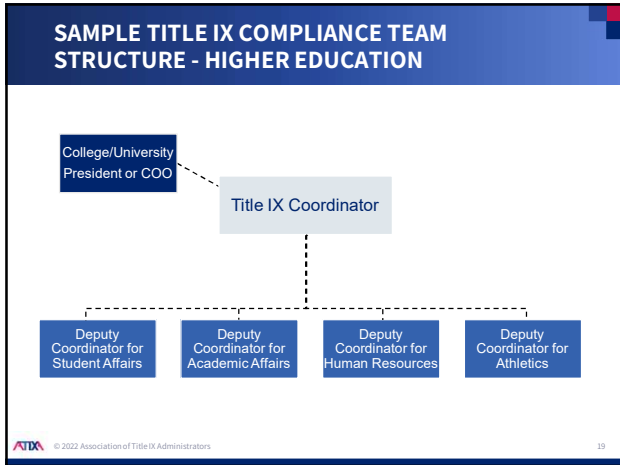 SAMPLE TITLE IX COMPLIANCE TEAM
STRUCTURE - HIGHER EDUCATION
College/University
President or COO
Title IX Coordinator
Deputy
Coordinator for
Student Affairs
Deputy
Coordinator for
Academic Affairs
Deputy
Coordinator for
Human Resources
Deputy
Coordinator for
Athletics
ATIXA © 2022 Association of Title IX Administrators 19